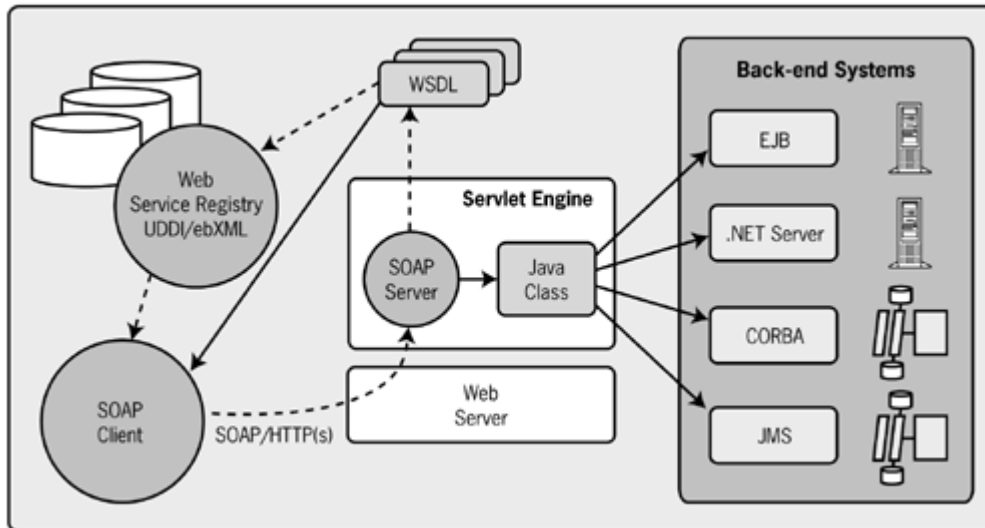 WSDL
Web
Service Registry
UDDI/ebXML
SOAP
Client
SOAP/HTTP(s)
Servlet Engine
SOAP
Server
Java
Class
Web
Server
Back-end Systems
EJB
.NET Server
CORBA
JMS